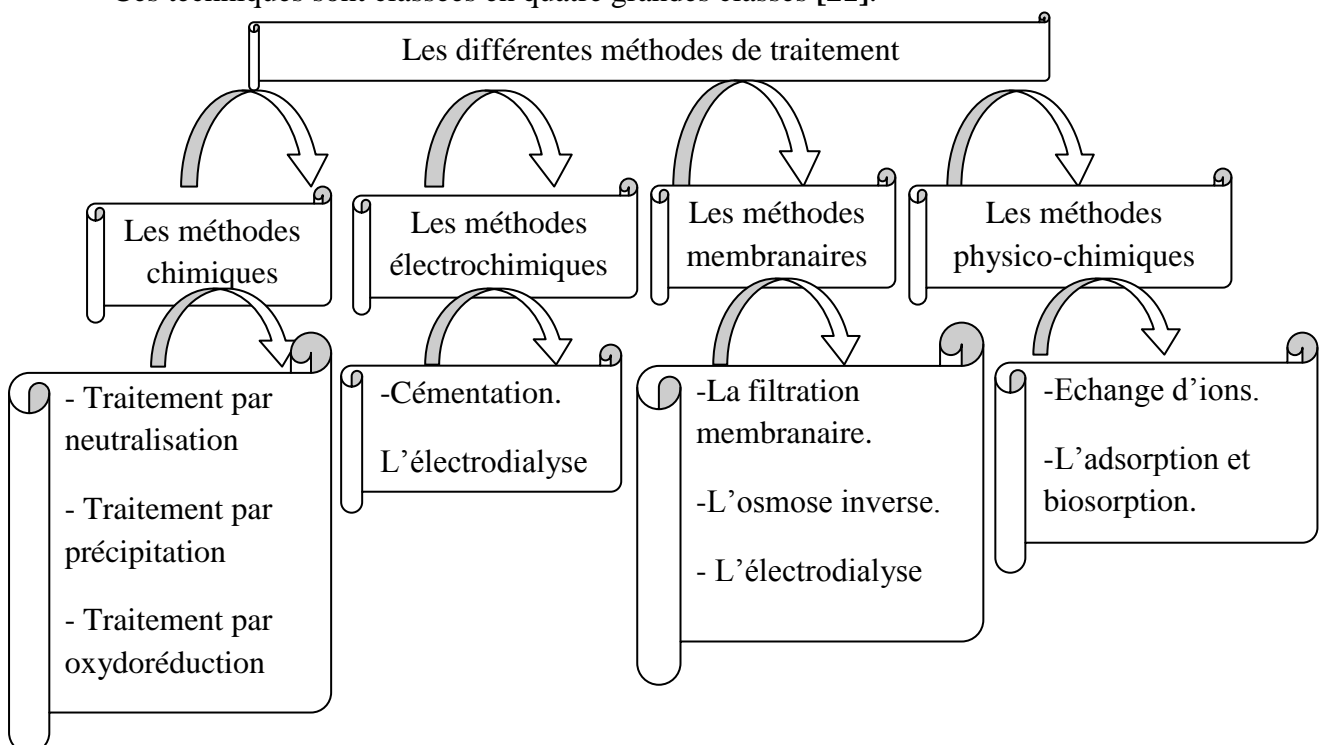 Ces techniques sont classées en quatre grandes classes [22].
Les différentes méthodes de traitement
Les méthodes
chimiques
Les méthodes
électrochimiques
Les méthodes
membranaires
Les méthodes
physico-chimiques
- Traitement par
neutralisation
- Traitement par
précipitation
- Traitement par
oxydoréduction
-Cémentation.
L’électrodialyse
-La filtration
membranaire.
-L’osmose inverse.
- L’électrodialyse
-Echange d’ions.
-L’adsorption et
biosorption.